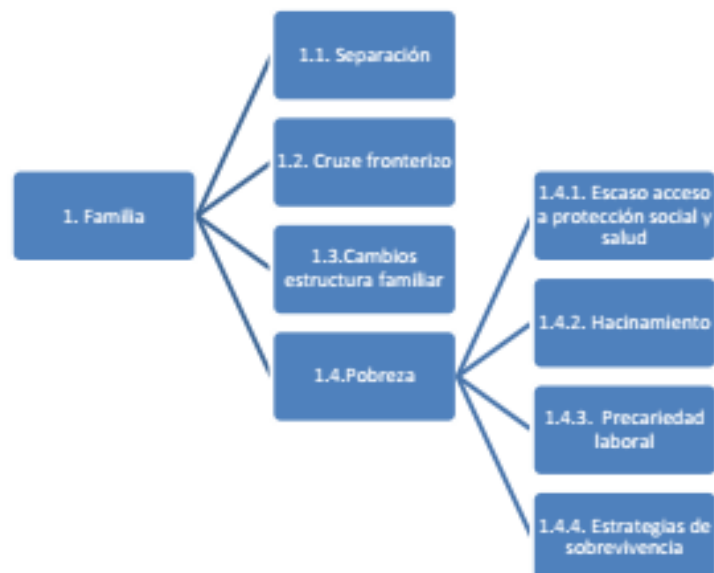 1. Familia
1.1. Separación
1.2. Cruze fronterizo
1.3.Cambios
estructura familiar
1.4.Pobreza
1.4.1. Escaso acceso
a protección social y
salud
1.4.2. Hacinamiento
1.4.3. Precariedad
laboral
1.4.4. Estrategias de
sobrevivencia